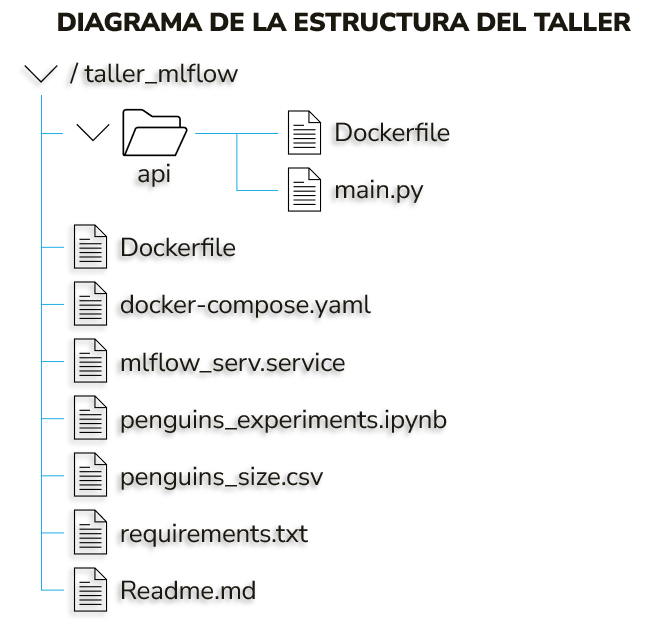 DIAGRAMA DE LA ESTRUCTURA DEL TALLER
/ taller_mlflow
api
Dockerfile
main.py
Dockerfile
docker-compose.yaml
mlflow_serv.service
penguins_experiments.ipynb
penguins_size.csv
requirements.txt
Readme.md